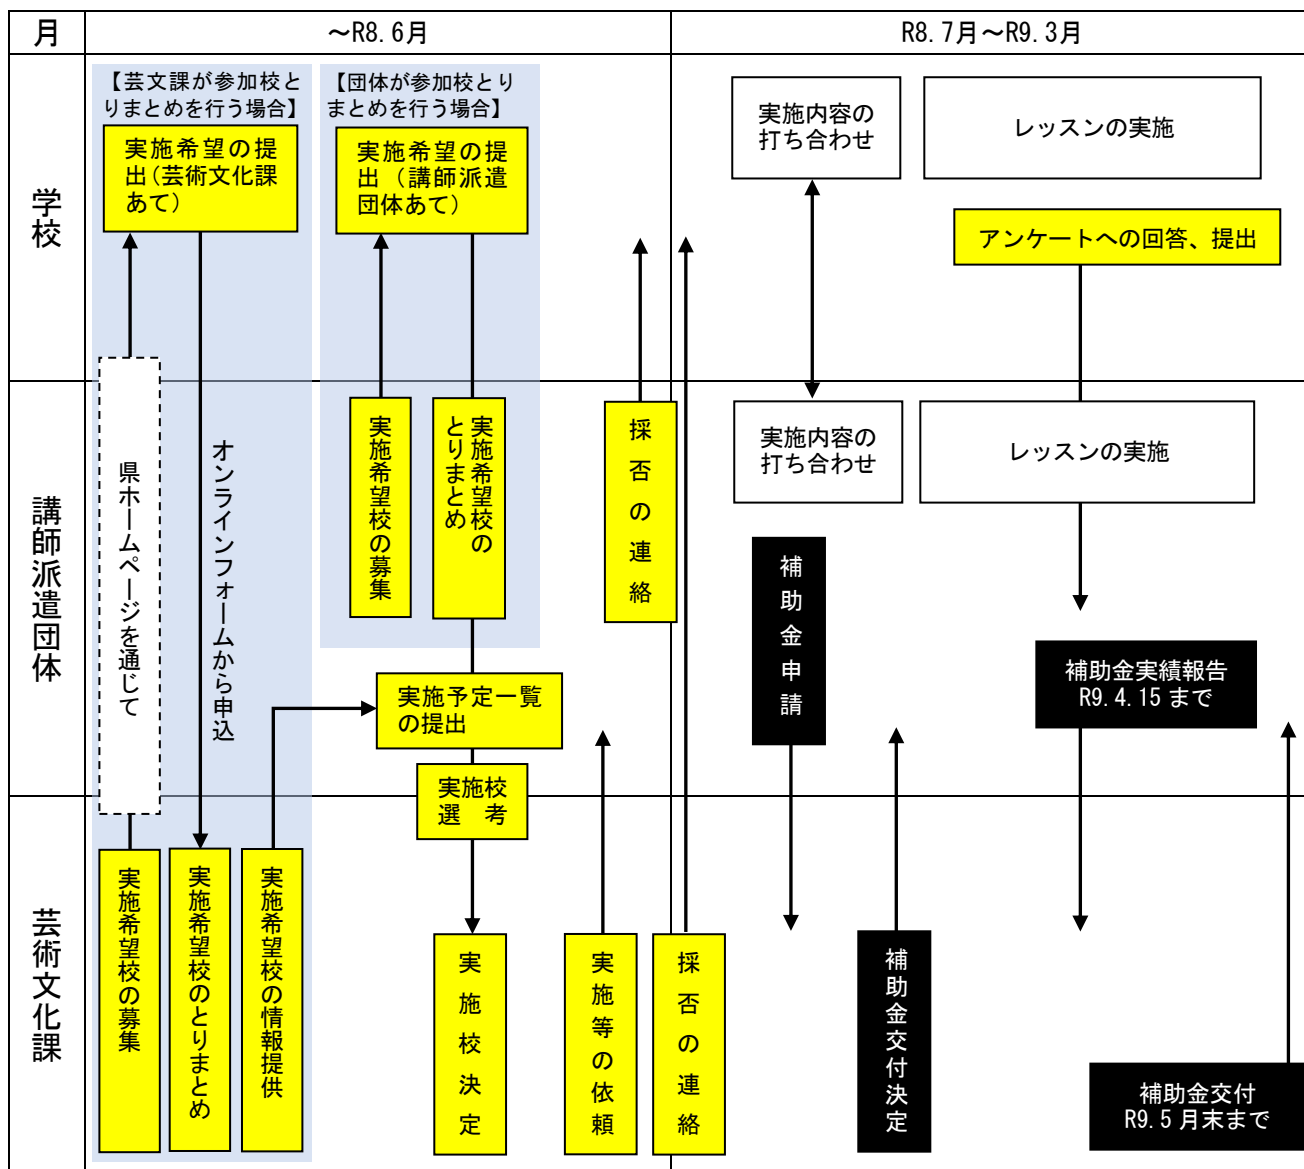 月
～R8.6月
R8.7月～R9.3月
学校
【芸文課が参加校と
りまとめを行う場合】
実施希望の提
出(芸術文化課
あて)
【団体が参加校とり
まとめを行う場合】
実施希望の提
出（講師派遣
団体あて）
実施内容の
打ち合わせ
レッスンの実施
アンケートへの回答、提出
講師派遣団体
県ホームページを通じて
オンラインフォームから申込
実施希望校の募集
実施希望校の
とりまとめ
採否の連絡
実施内容の
打ち合わせ
レッスンの実施
補助金申請
実施予定一覧
の提出
補助金実績報告
R9.4.15まで
実施校
選　考
芸術文化課
実施希望校の募集
実施希望校のとりまとめ
実施希望校の情報提供
実施校決定
実施等の依頼
採否の連絡
補助金交付決定
補助金交付
R9.5月末まで